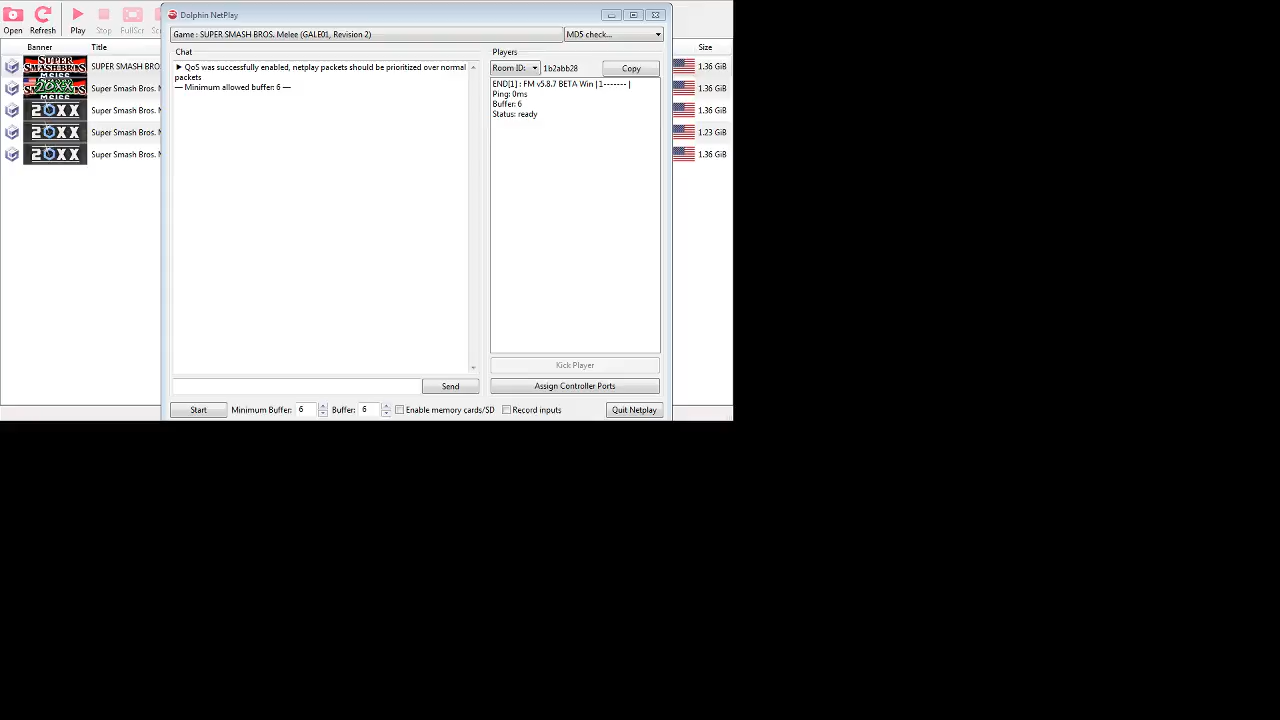 Dolphin NetPlay
Open Refresh Play Stop FullScr
Game : SUPER SMASH BROS. Melee (GALE01, Revision 2) MD5 check...
Banner Title Size
Chat
Players
► QoS was successfully enabled, netplay packets should be prioritized over normal
packets
— Minimum allowed buffer: 6 —
Room ID: 1b2abb28 Copy
END[1] : FM v5.8.7 BETA Win |1------- |
Ping: 0ms
Buffer: 6
Status: ready
SUPER SMASH BRO 1.36 GiB
Super Smash Bros. M 1.36 GiB
20XX Super Smash Bros. M 1.36 GiB
20XX Super Smash Bros. M 1.23 GiB
20XX Super Smash Bros. M 1.36 GiB
Kick Player
Send
Assign Controller Ports
Start Minimum Buffer: 6 Buffer: 6 Enable memory cards/SD Record inputs Quit Netplay